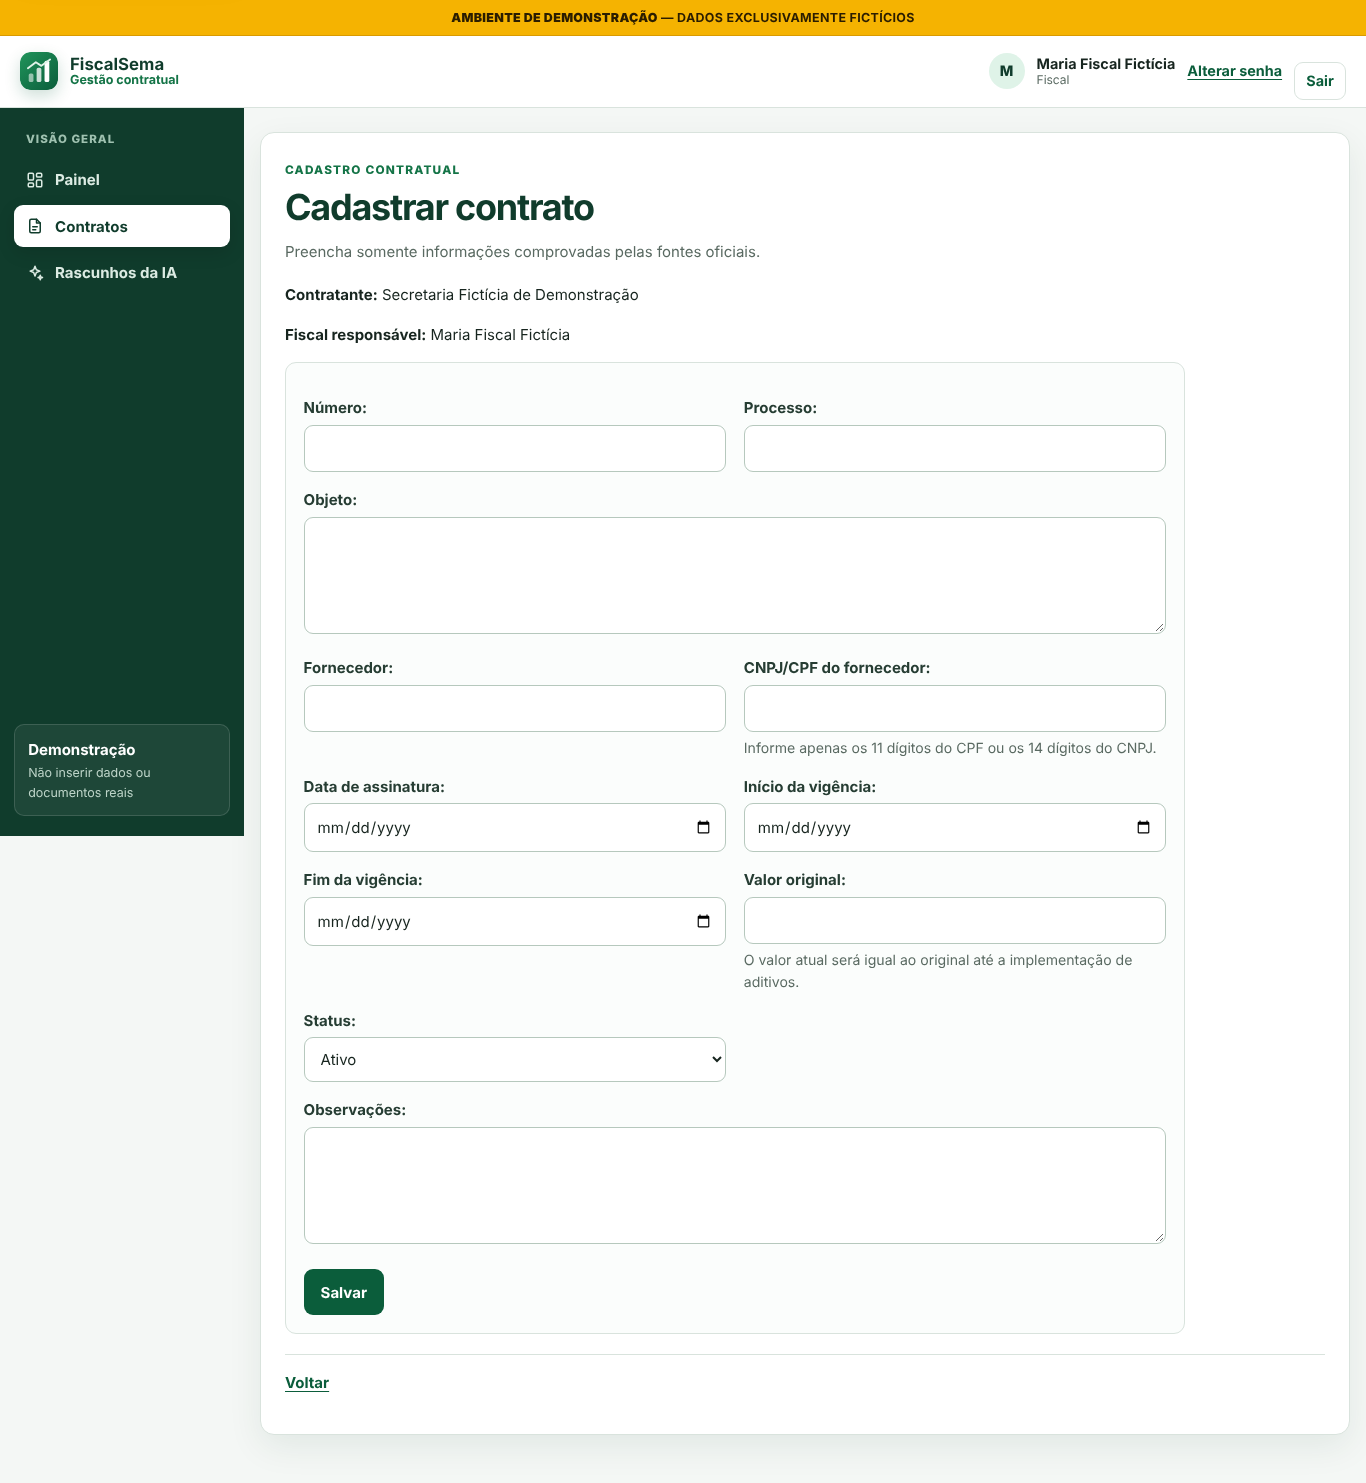 AMBIENTE DE DEMONSTRAÇÃO — DADOS EXCLUSIVAMENTE FICTÍCIOS
FiscalSema
Gestão contratual
M
Maria Fiscal Fictícia
Fiscal
Alterar senha
Sair
VISÃO GERAL
Painel
Contratos
Rascunhos da IA
Demonstração
Não inserir dados ou
documentos reais
CADASTRO CONTRATUAL
Cadastrar contrato
Preencha somente informações comprovadas pelas fontes oficiais.
Contratante: Secretaria Fictícia de Demonstração
Fiscal responsável: Maria Fiscal Fictícia
Número:
Processo:
Objeto:
Fornecedor:
CNPJ/CPF do fornecedor:
Informe apenas os 11 dígitos do CPF ou os 14 dígitos do CNPJ.
Data de assinatura:
mm/dd/yyyy
Início da vigência:
mm/dd/yyyy
Fim da vigência:
mm/dd/yyyy
Valor original:
O valor atual será igual ao original até a implementação de
aditivos.
Status:
Ativo
Observações:
Salvar
Voltar